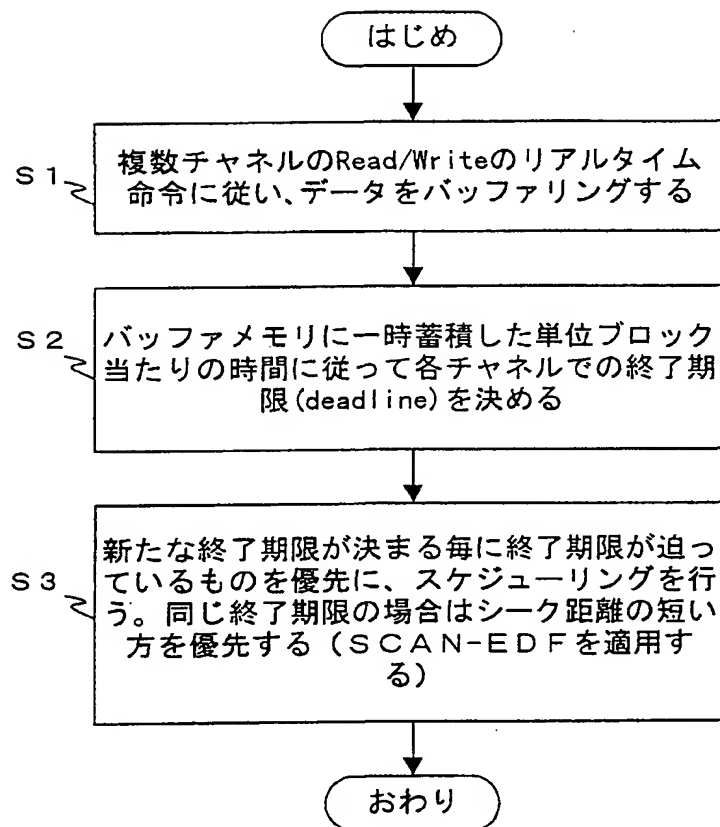 はじめ
S1
複数チャネルのRead/Writeのリアルタイム
命令に従い、データをバッファリングする
S2
バッファメモリに一時蓄積した単位ブロック
当たりの時間に従って各チャネルでの終了期
限(deadline)を決める
S3
新たな終了期限が決まる毎に終了期限が迫っ
ているものを優先に、スケジューリングを行
う。同じ終了期限の場合はシーク距離の短い
方を優先する(SCAN-EDFを適用す
る)
おわり